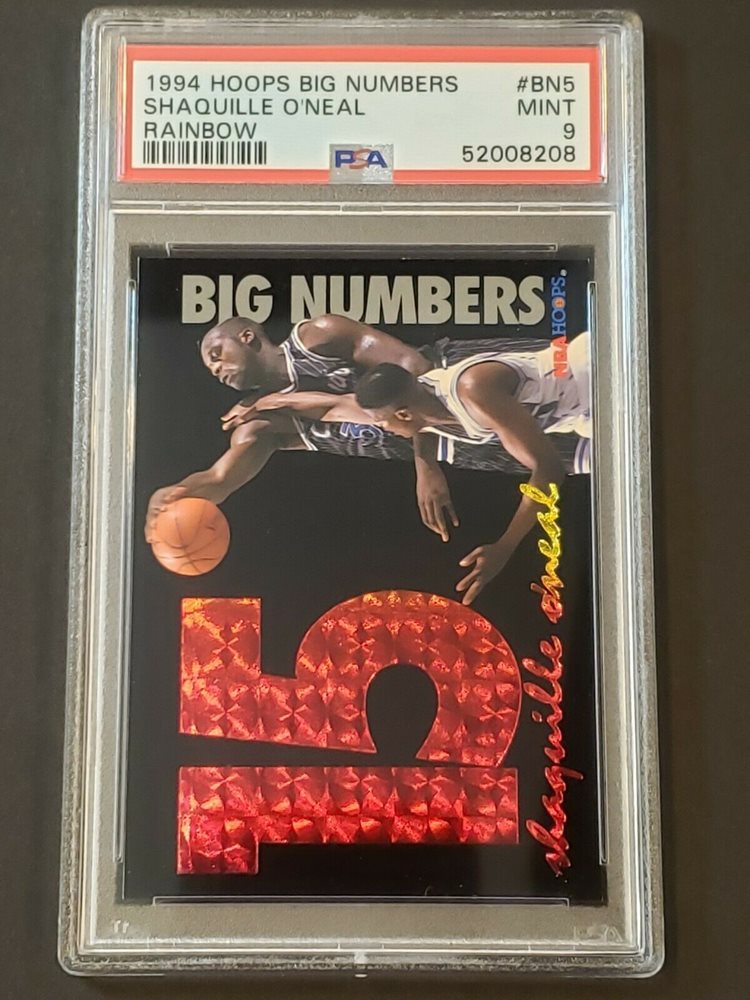 1994 HOOPS BIG NUMBERS #BN5
SHAQUILLE O'NEAL MINT
RAINBOW 9
PSA 52008208
BIG NUMBERS
NBA HOOPS
15
shaquille o'neal